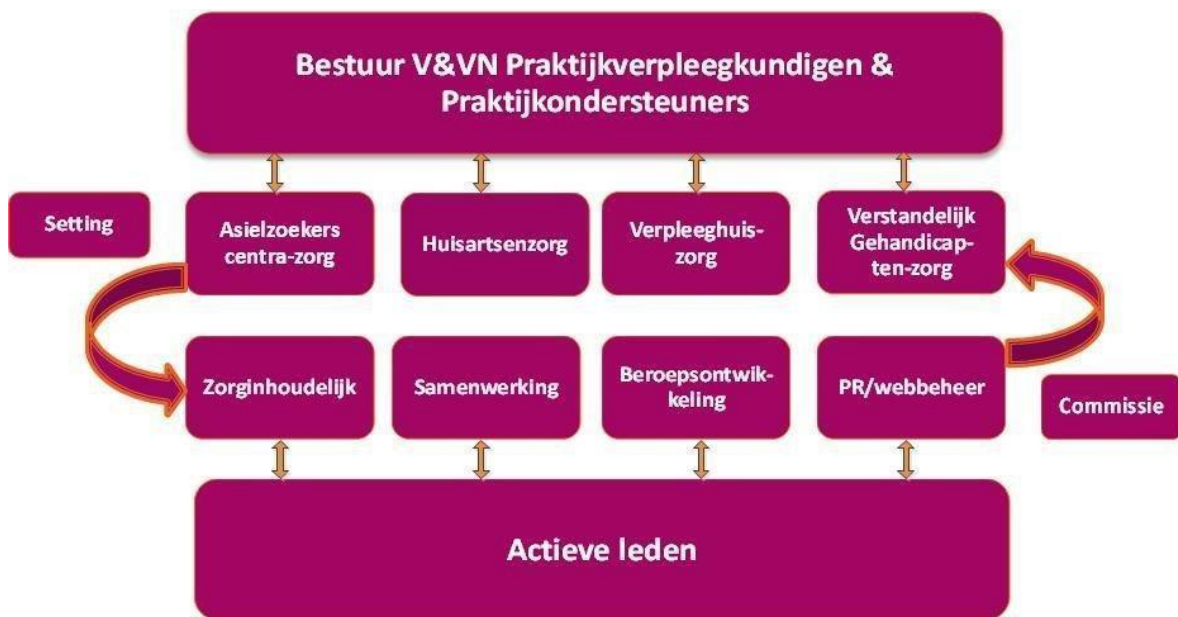 Bestuur V&VN Praktijkverpleegkundigen &
Praktijkondersteuners
Setting
Asielzoekers
centra-zorg
Huisartsenzorg
Verpleeghuis-
zorg
Verstandelijk
Gehandicap-
ten-zorg
Zorginhoudelijk
Samenwerking
Beroepsontwik-
keling
PR/webbeheer
Commissie
Actieve leden